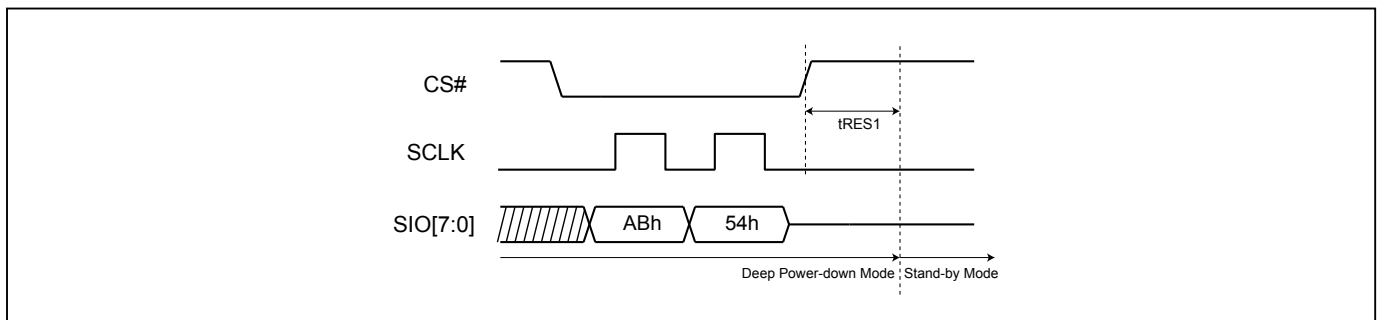 CS#
tRES1
SCLK
SIO[7:0] ABh 54h
Deep Power-down Mode Stand-by Mode